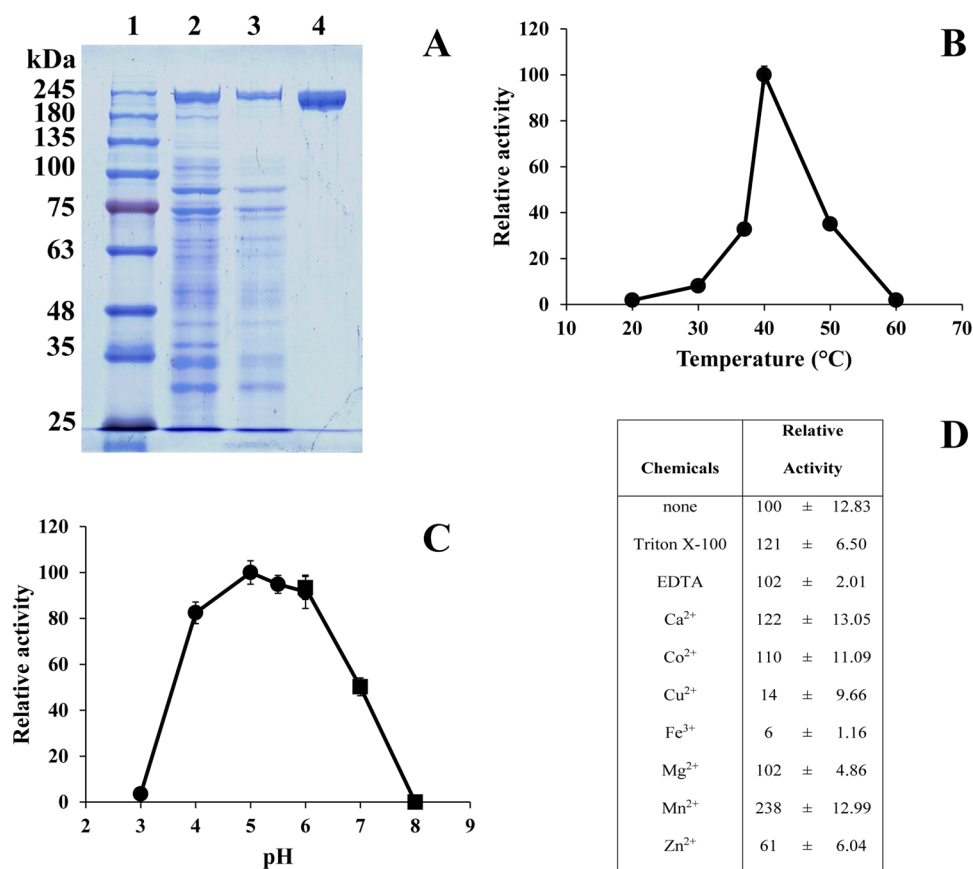 1 2 3 4
A
kDa
245
180
135
100
75
63
48
35
25
B
120
100
80
60
40
20
0
10 20 30 40 50 60 70
Relative activity
Temperature (°C)
C
120
100
80
60
40
20
0
2 3 4 5 6 7 8 9
Relative activity
pH
D
Chemicals Relative Activity
none 100 ± 12.83
Triton X-100 121 ± 6.50
EDTA 102 ± 2.01
Ca²⁺ 122 ± 13.05
Co²⁺ 110 ± 11.09
Cu²⁺ 14 ± 9.66
Fe³⁺ 6 ± 1.16
Mg²⁺ 102 ± 4.86
Mn²⁺ 238 ± 12.99
Zn²⁺ 61 ± 6.04